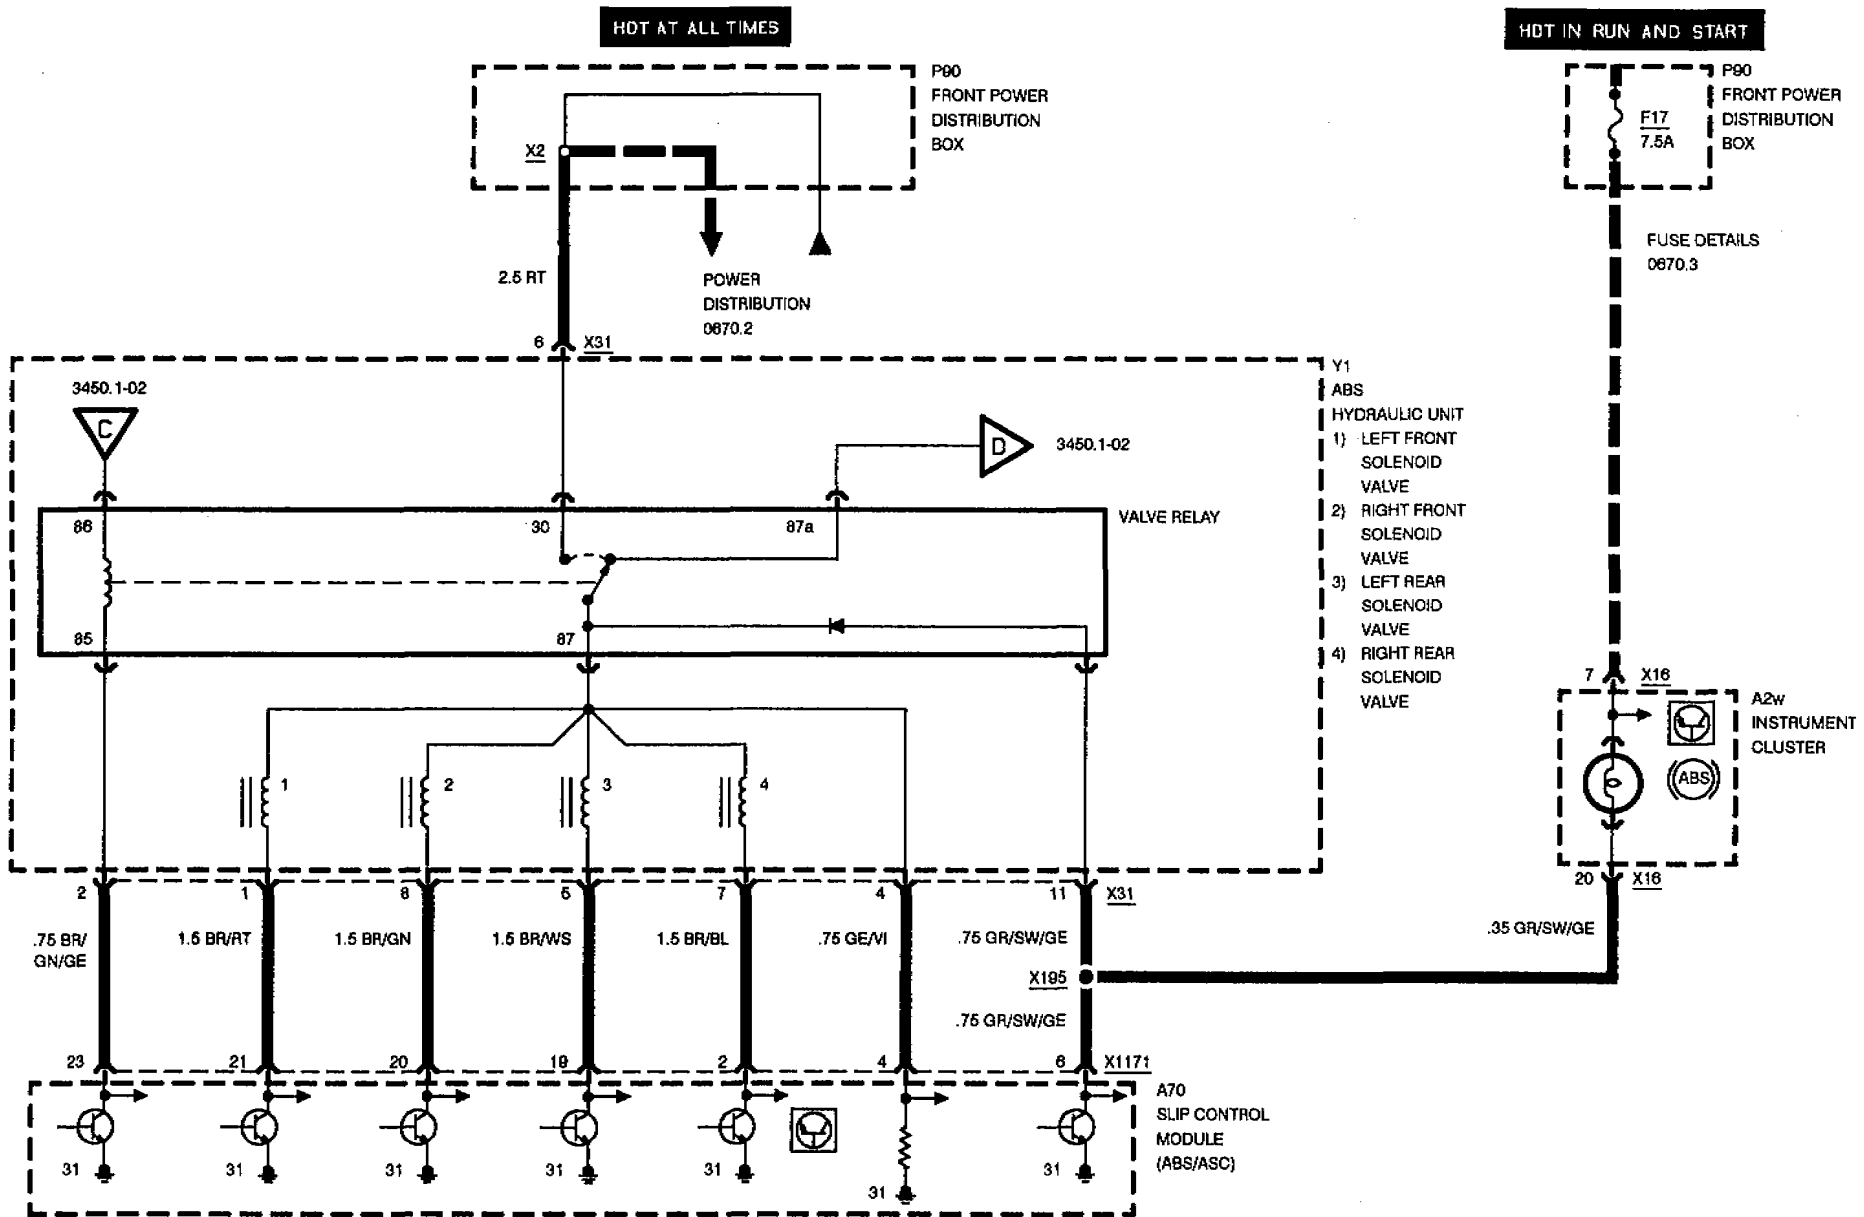 HOT AT ALL TIMES
HOT IN RUN AND START
P90
FRONT POWER
DISTRIBUTION
BOX
X2
P90
FRONT POWER
DISTRIBUTION
BOX
F17
7.5A
2.5 RT
POWER
DISTRIBUTION
0670.2
FUSE DETAILS
0670.3
6
X31
3450.1-02
C
D
3450.1-02
Y1
ABS
HYDRAULIC UNIT
1) LEFT FRONT
SOLENOID
VALVE
2) RIGHT FRONT
SOLENOID
VALVE
3) LEFT REAR
SOLENOID
VALVE
4) RIGHT REAR
SOLENOID
VALVE
86
30
87a
VALVE RELAY
85
87
7
X16
A2w
INSTRUMENT
CLUSTER
ABS
1
2
3
4
20
X16
2
1
8
5
7
4
11
X31
.75 BR/
GN/GE
1.5 BR/RT
1.5 BR/GN
1.5 BR/WS
1.5 BR/BL
.75 GE/VI
.75 GR/SW/GE
.35 GR/SW/GE
X195
.75 GR/SW/GE
23
21
20
19
2
4
6
X1171
A70
SLIP CONTROL
MODULE
(ABS/ASC)
31
31
31
31
31
31
31